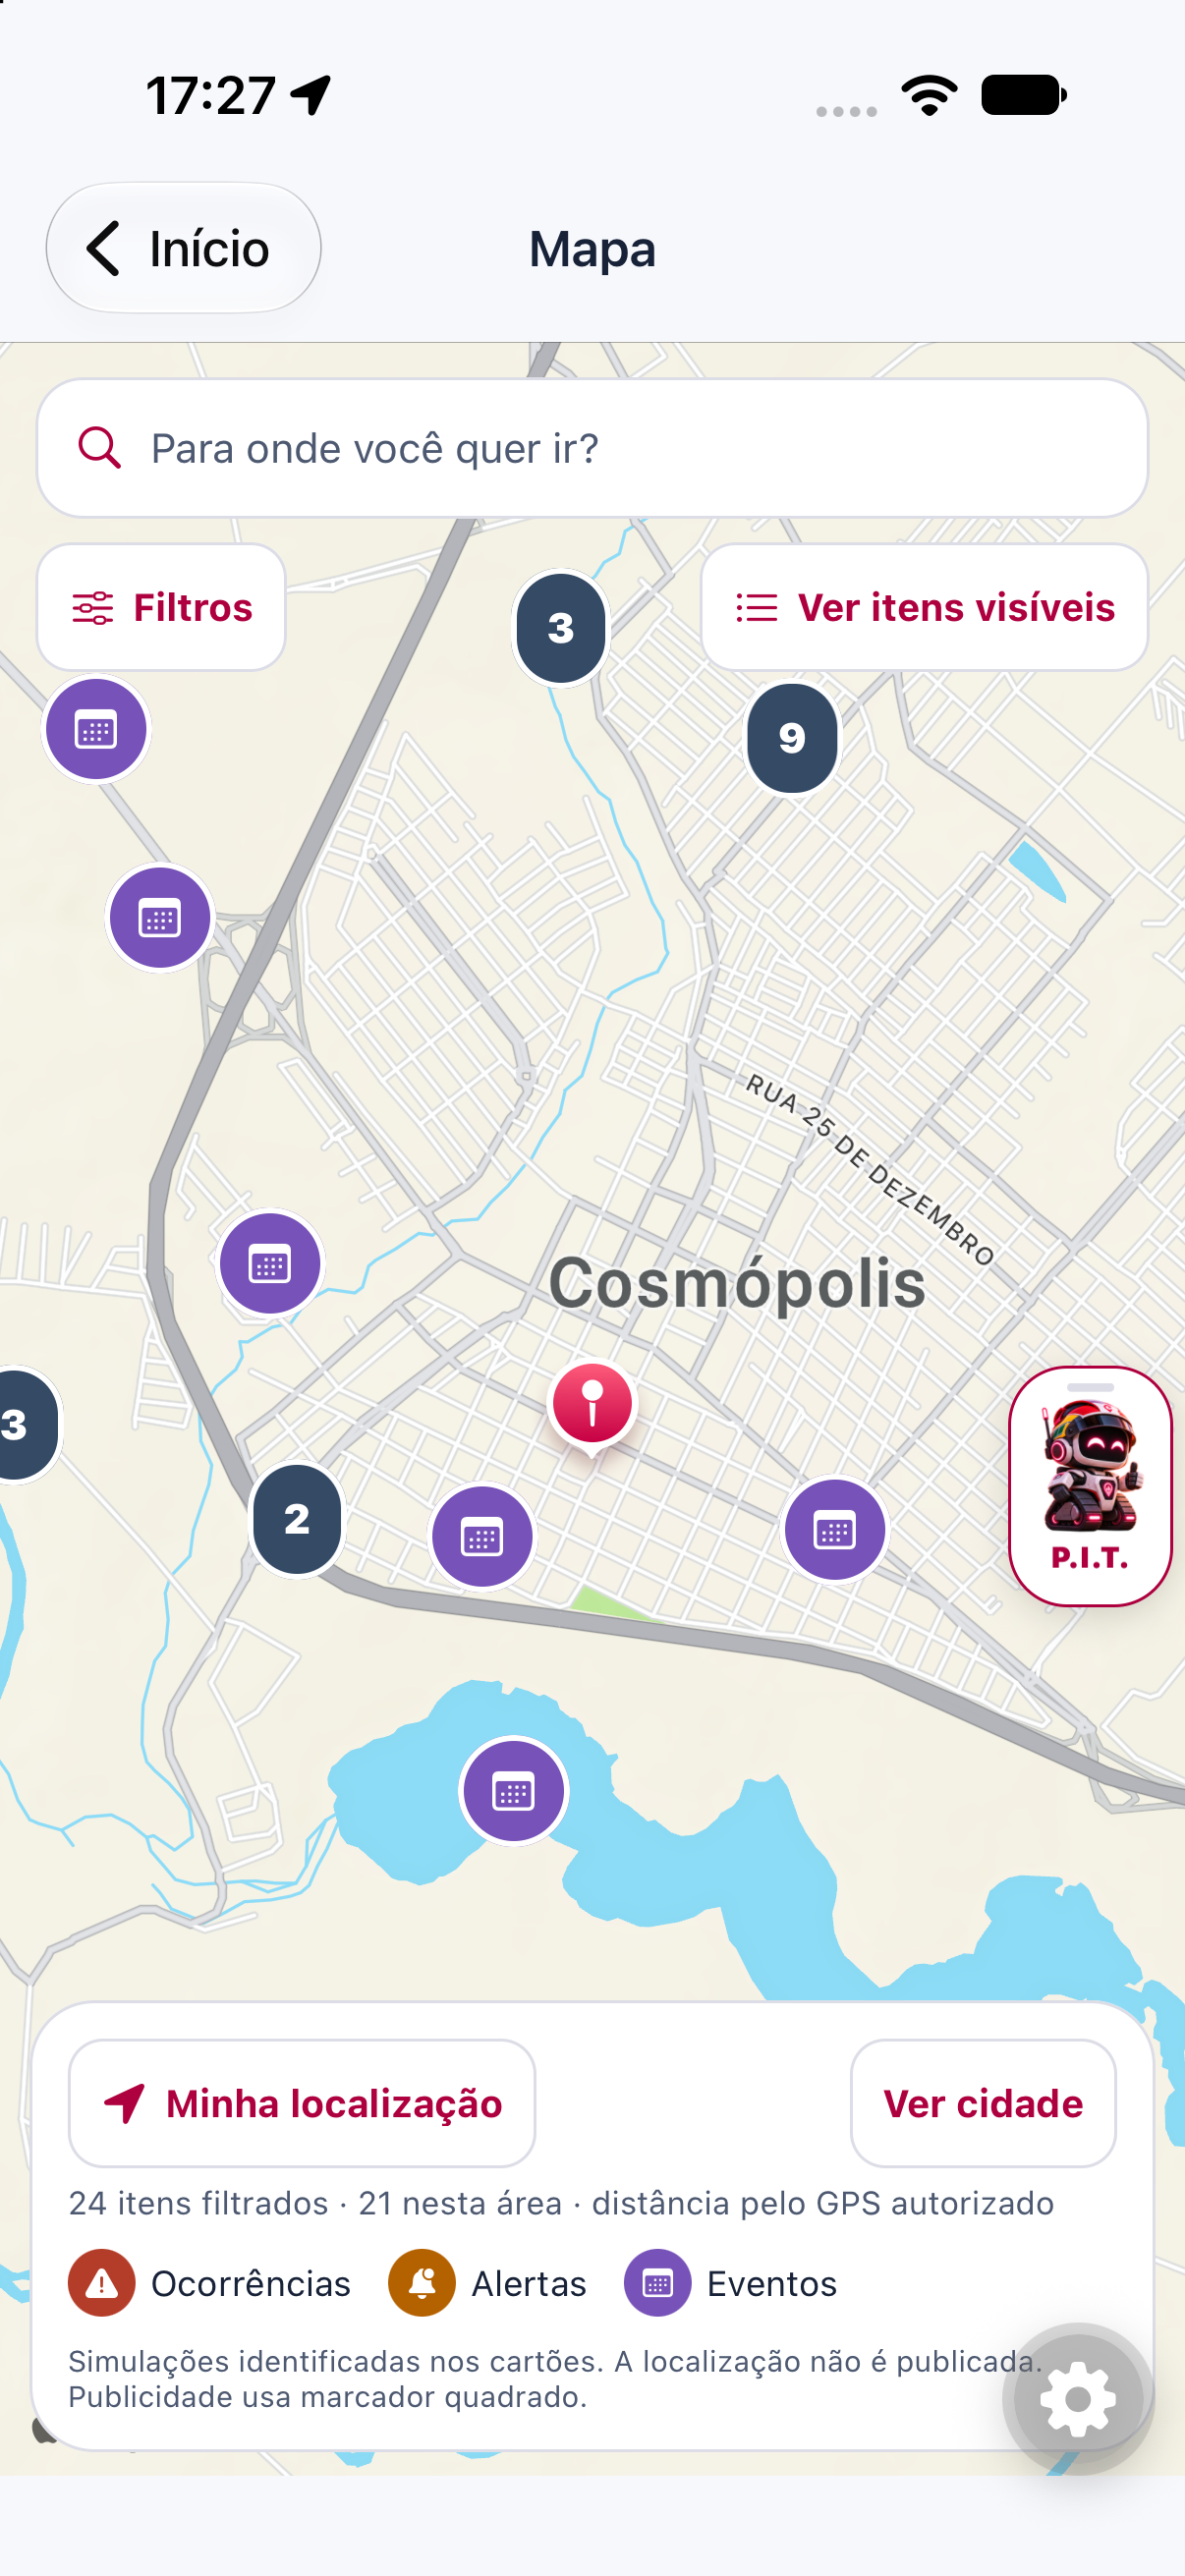 17:27
Início
Mapa
Para onde você quer ir?
Filtros
Ver itens visíveis
3
9
RUA 25 DE DEZEMBRO
Cosmópolis
3
2
P.I.T.
Minha localização
Ver cidade
24 itens filtrados · 21 nesta área · distância pelo GPS autorizado
Ocorrências
Alertas
Eventos
Simulações identificadas nos cartões. A localização não é publicada.
Publicidade usa marcador quadrado.